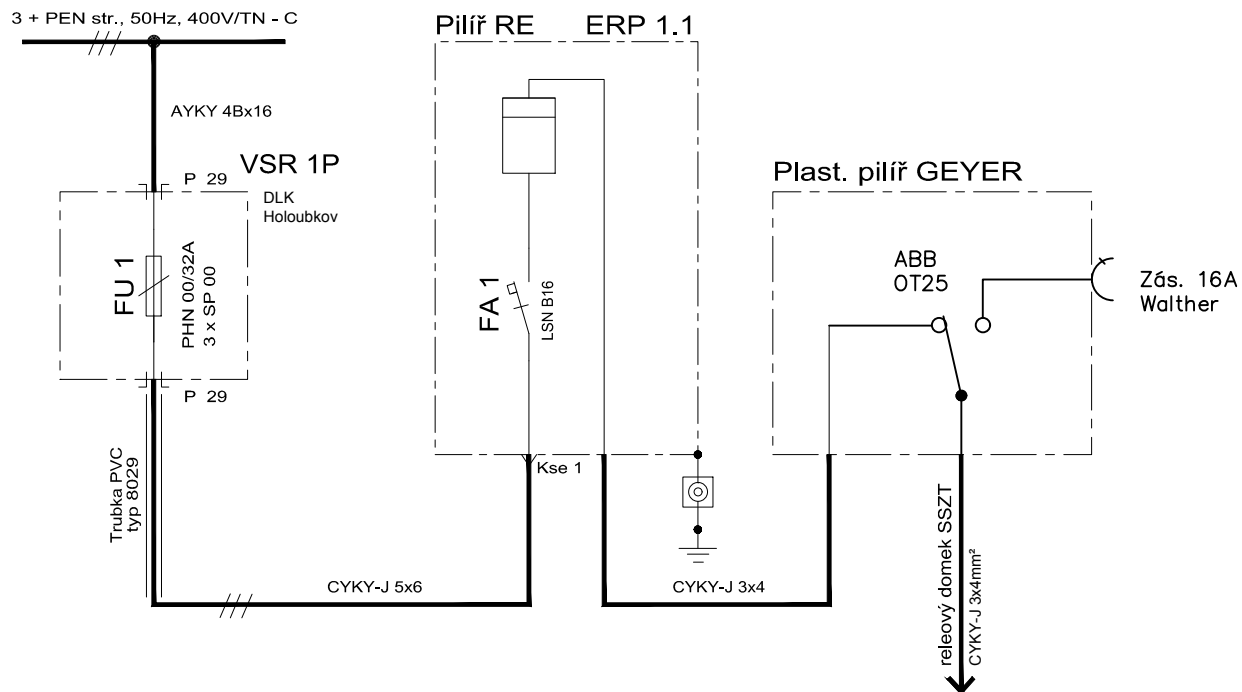 3 + PEN str., 50Hz, 400V/TN - C
AYKY 4Bx16
VSR 1P
P 29
DLK
Holoubkov
FU 1
PHN 00/32A
3 x SP 00
P 29
Trubka PVC
typ 8029
CYKY-J 5x6
Pilíř RE ERP 1.1
FA 1
LSN B16
Kse 1
CYKY-J 3x4
Plast. pilíř GEYER
ABB
OT25
Zás. 16A
Walther
releový domek SSZT
CYKY-J 3x4mm²